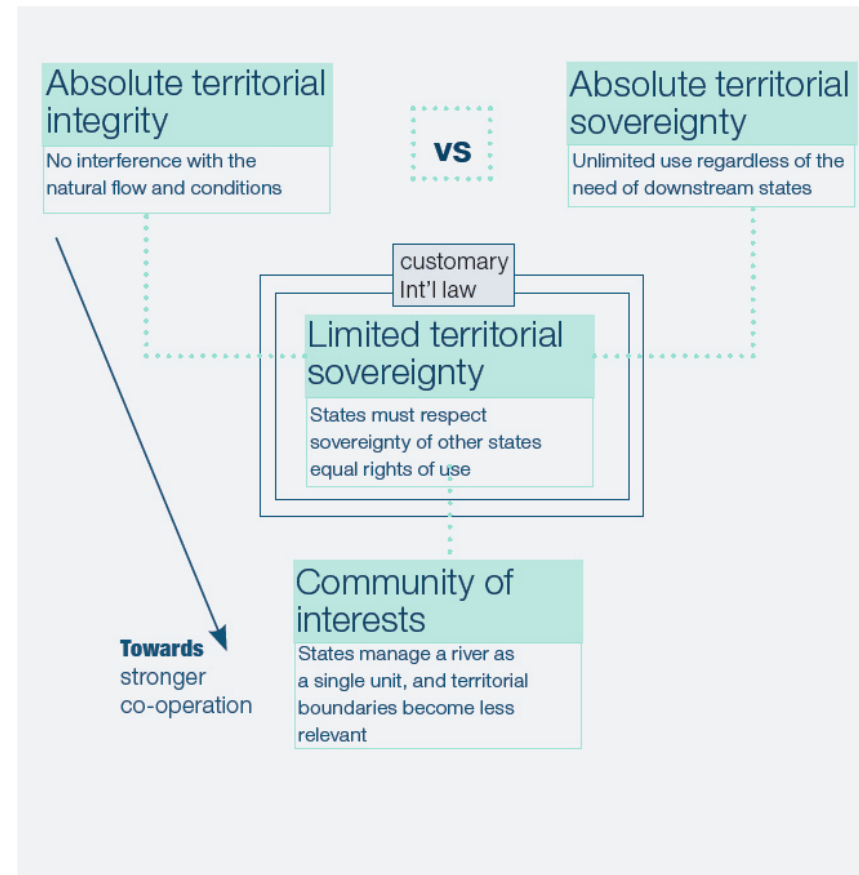 Absolute territorial
integrity
No interference with the
natural flow and conditions
vs
Absolute territorial
sovereignty
Unlimited use regardless of the
need of downstream states
customary
Int'l law
Limited territorial
sovereignty
States must respect
sovereignty of other states
equal rights of use
Community of
interests
States manage a river as
a single unit, and territorial
boundaries become less
relevant
Towards
stronger
co-operation